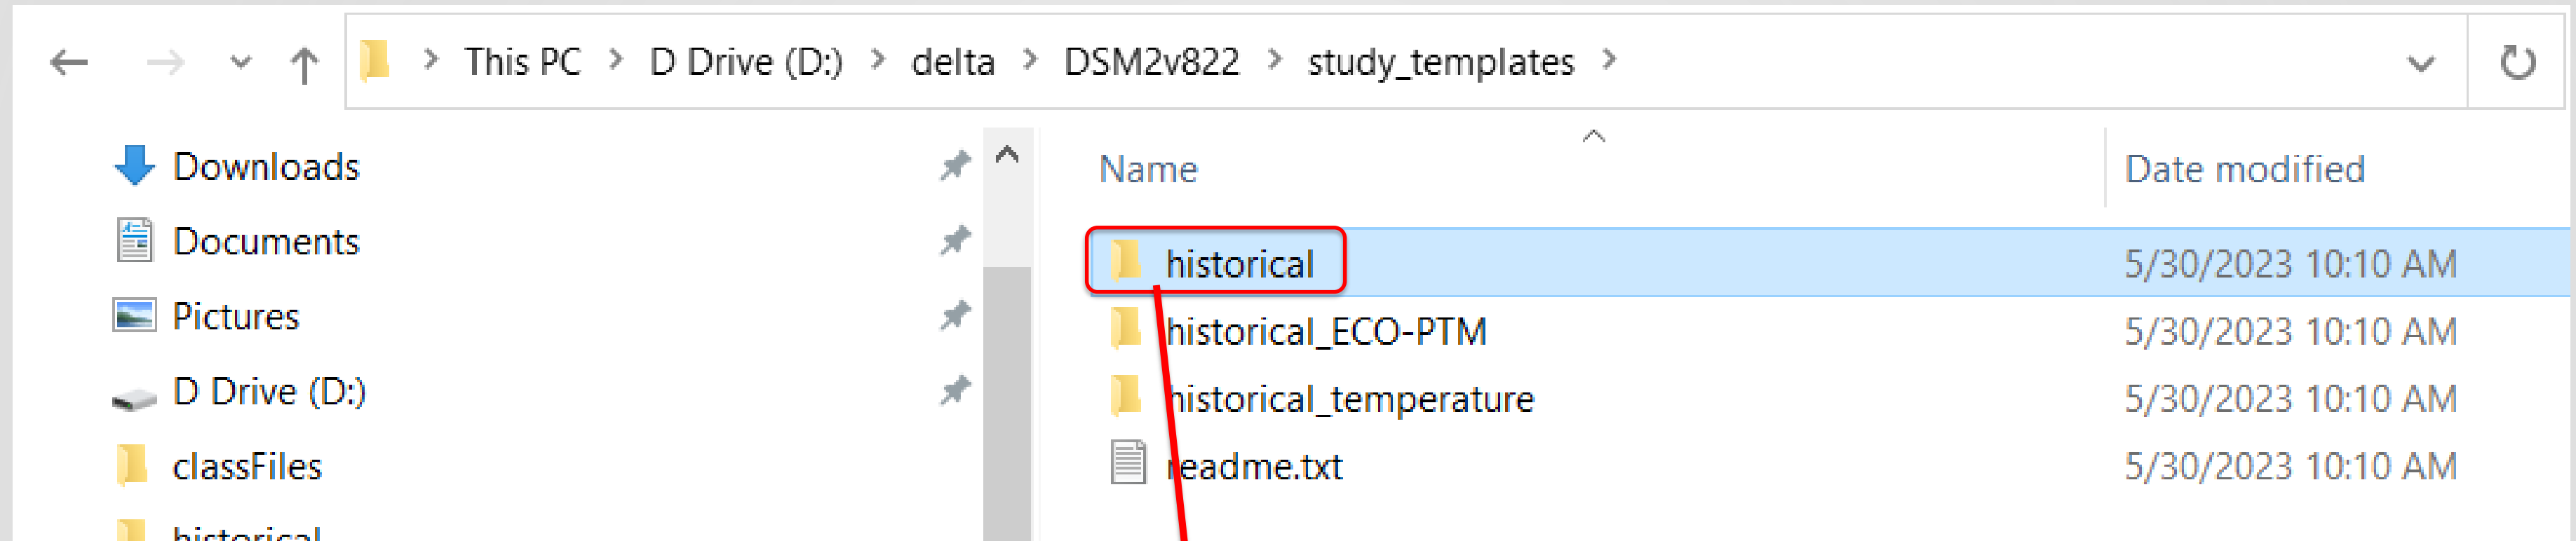 This PC > D Drive (D:) > delta > DSM2v822 > study_templates >
Downloads
Documents
Pictures
D Drive (D:)
classFiles
historical
Name Date modified
historical 5/30/2023 10:10 AM
historical_ECO-PTM 5/30/2023 10:10 AM
historical_temperature 5/30/2023 10:10 AM
readme.txt 5/30/2023 10:10 AM